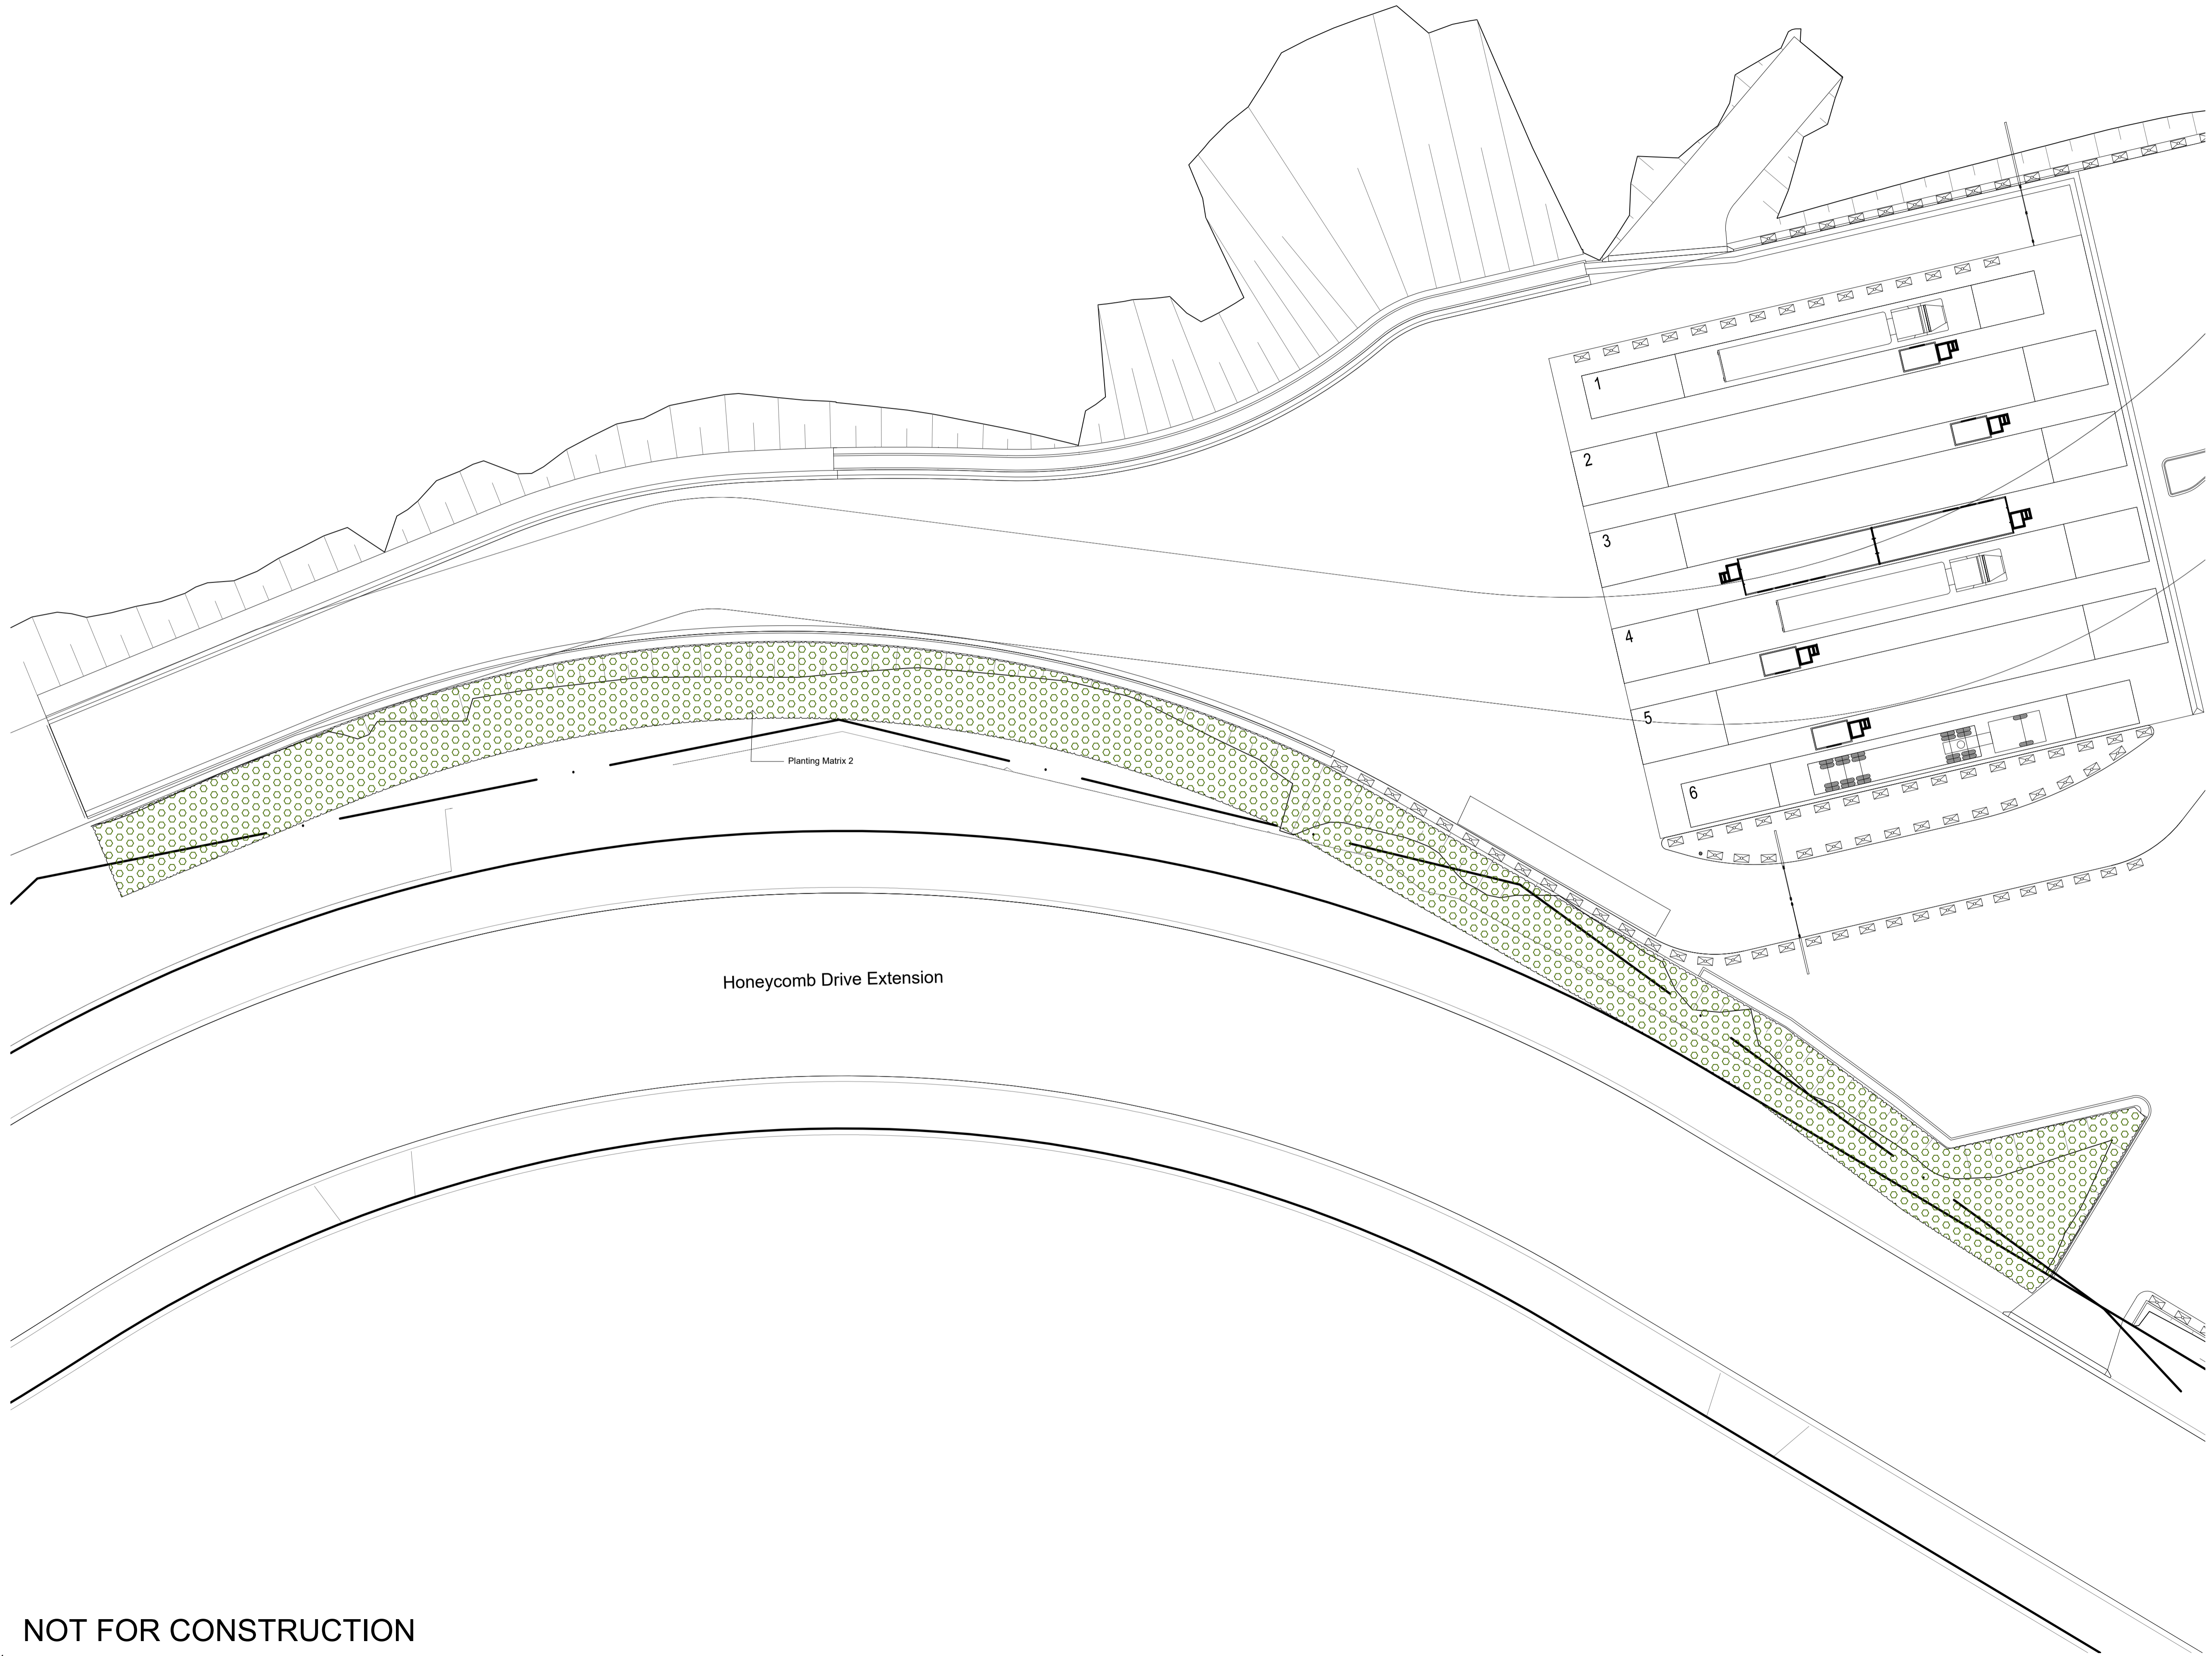 1
2
3
4
5
6
Planting Matrix 2
Honeycomb Drive Extension
NOT FOR CONSTRUCTION